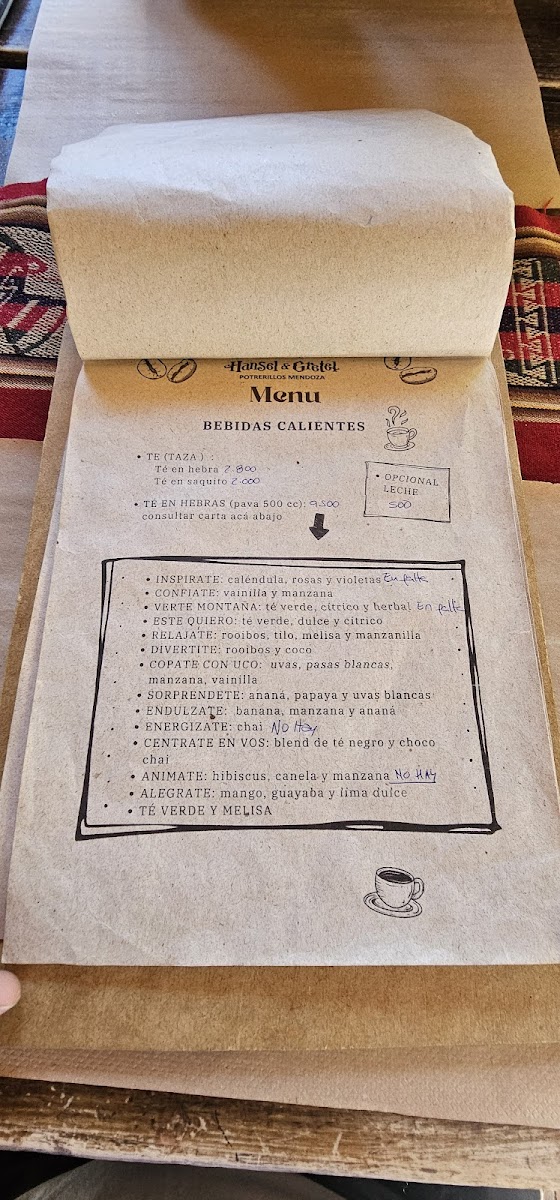 Hansel & Gretel
POTRERILLOS MENDOZA
Menu
BEBIDAS CALIENTES
• TE (TAZA ) :
Té en hebra 2.800
Té en saquito 2.000
• OPCIONAL
LECHE
500
• TÉ EN HEBRAS (pava 500 cc): 9.500
consultar carta acá abajo
• INSPIRATE: caléndula, rosas y violetas En falta
• CONFIATE: vainilla y manzana
• VERTE MONTAÑA: té verde, cítrico y herbal En falta
• ESTE QUIERO: té verde, dulce y cítrico
• RELAJATE: rooibos, tilo, melisa y manzanilla
• DIVERTITE: rooibos y coco
• COPATE CON UCO: uvas, pasas blancas,
manzana, vainilla
• SORPRENDETE: ananá, papaya y uvas blancas
• ENDULZATE: banana, manzana y ananá
• ENERGIZATE: chai No Hay
• CENTRATE EN VOS: blend de té negro y choco
chai
• ANIMATE: hibiscus, canela y manzana NO HAY
• ALEGRATE: mango, guayaba y lima dulce
• TÉ VERDE Y MELISA